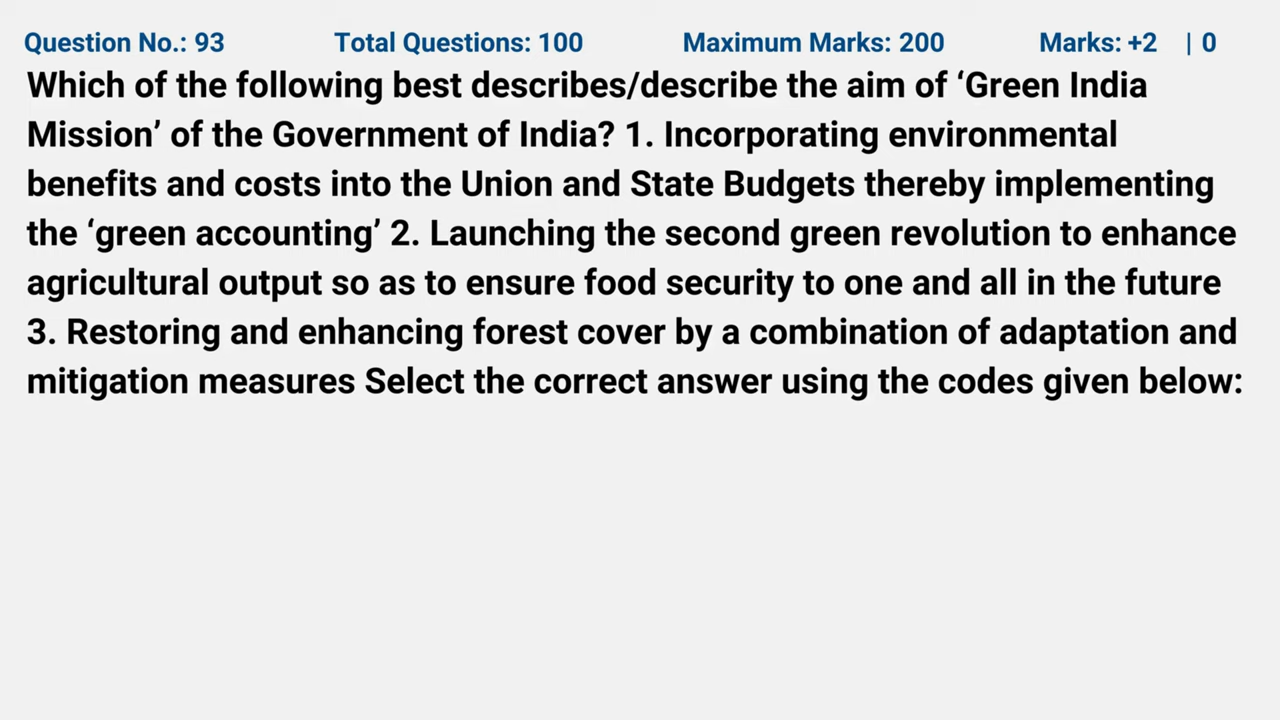 Question No.: 93 Total Questions: 100 Maximum Marks: 200 Marks: +2 | 0
Which of the following best describes/describe the aim of ‘Green India
Mission’ of the Government of India? 1. Incorporating environmental
benefits and costs into the Union and State Budgets thereby implementing
the ‘green accounting’ 2. Launching the second green revolution to enhance
agricultural output so as to ensure food security to one and all in the future
3. Restoring and enhancing forest cover by a combination of adaptation and
mitigation measures Select the correct answer using the codes given below: